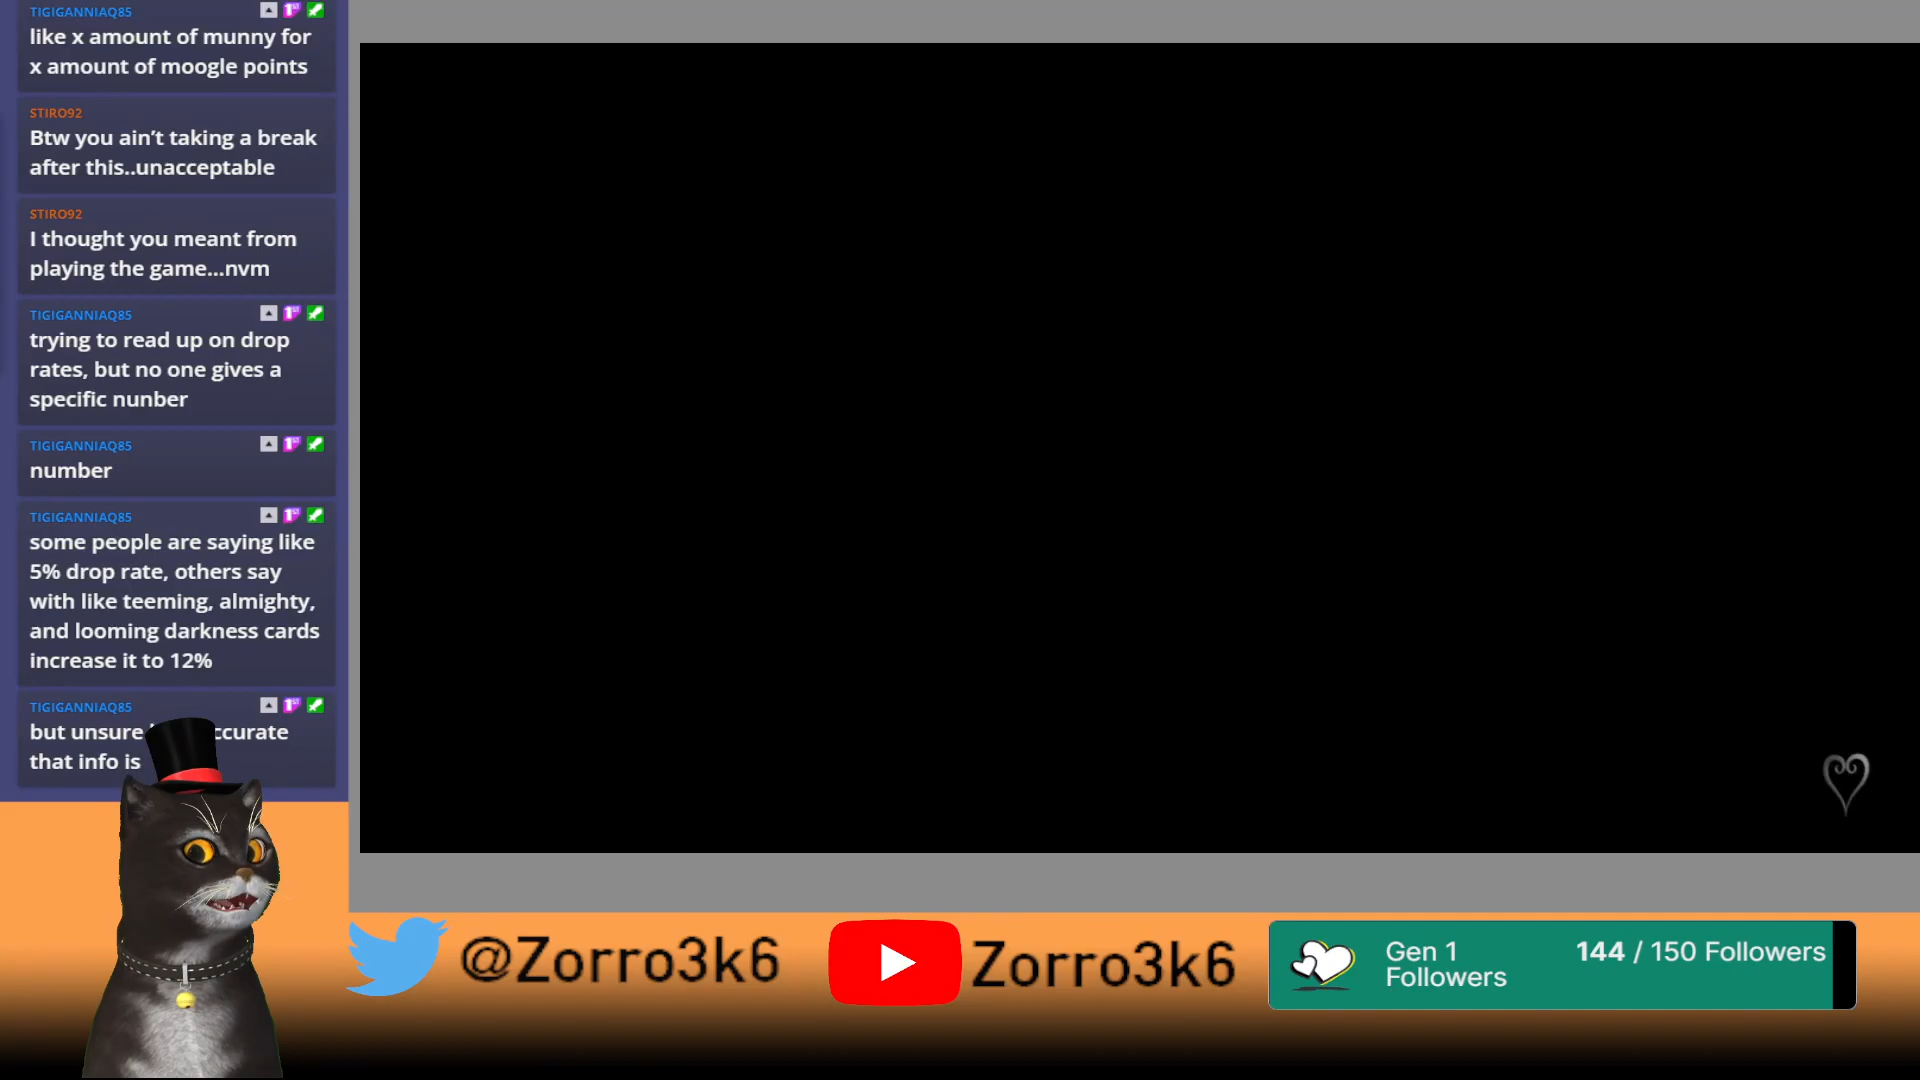 TIGIGANNIAQ85
like x amount of munny for
x amount of moogle points
STIRO92
Btw you ain’t taking a break
after this..unacceptable
STIRO92
I thought you meant from
playing the game...nvm
TIGIGANNIAQ85
trying to read up on drop
rates, but no one gives a
specific nunber
TIGIGANNIAQ85
number
TIGIGANNIAQ85
some people are saying like
5% drop rate, others say
with like teeming, almighty,
and looming darkness cards
increase it to 12%
TIGIGANNIAQ85
but unsure
that info is
@Zorro3k6
Zorro3k6
Gen 1 144 / 150 Followers
Followers